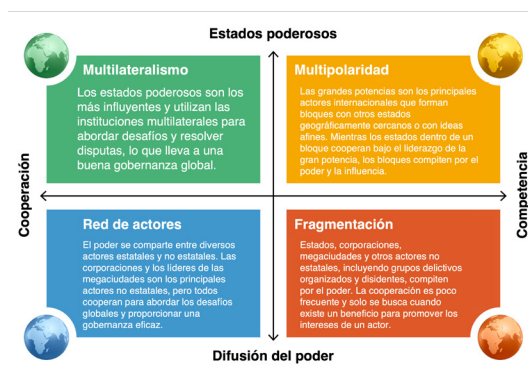 Estados poderosos
Cooperación
Multilateralismo
Los estados poderosos son los
más influyentes y utilizan las
instituciones multilaterales para
abordar desafíos y resolver
disputas, lo que lleva a una
buena gobernanza global.
Multipolaridad
Las grandes potencias son los principales
actores internacionales que forman
bloques con otros estados
geográficamente cercanos o con ideas
afines. Mientras los estados dentro de un
bloque cooperan bajo el liderazgo de la
gran potencia, los bloques compiten por el
poder y la influencia.
Competencia
Red de actores
El poder se comparte entre diversos
actores estatales y no estatales. Las
corporaciones y los líderes de las
megaciudades son los principales
actores no estatales, pero todos
cooperan para abordar los desafíos
globales y proporcionar una
gobernanza eficaz.
Fragmentación
Estados, corporaciones,
megaciudades y otros actores no
estatales, incluyendo grupos delictivos
organizados y disidentes, compiten
por el poder. La cooperación es poco
frecuente y solo se busca cuando
existe un beneficio para promover los
intereses de un actor.
Difusión del poder